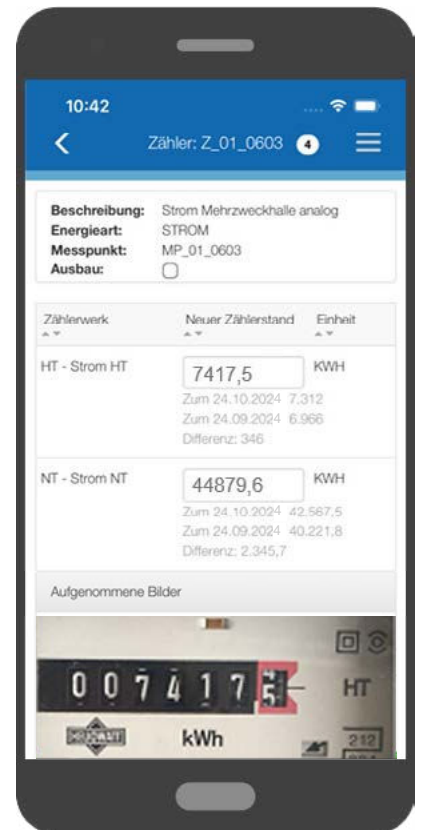 10:42
Zähler: Z_01_0603 4
Beschreibung: Strom Mehrzweckhalle analog
Energieart: STROM
Messpunkt: MP_01_0603
Ausbau:
Zählerwerk Neuer Zählerstand Einheit
HT - Strom HT 7417,5 KWH
Zum 24.10.2024 7.312
Zum 24.09.2024 6.966
Differenz: 346
NT - Strom NT 44879,6 KWH
Zum 24.10.2024 42.567,5
Zum 24.09.2024 40.221,8
Differenz: 2.345,7
Aufgenommene Bilder
0 0 7 4 1 7 5 HT
kWh
212